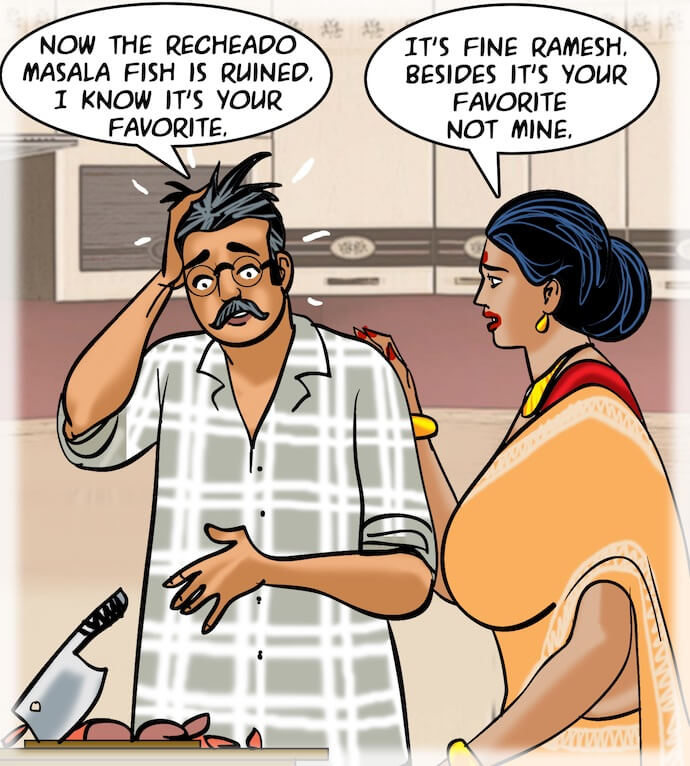 NOW THE RECHEADO
MASALA FISH IS RUINED.
I KNOW IT'S YOUR
FAVORITE.
IT'S FINE RAMESH.
BESIDES IT'S YOUR
FAVORITE
NOT MINE.